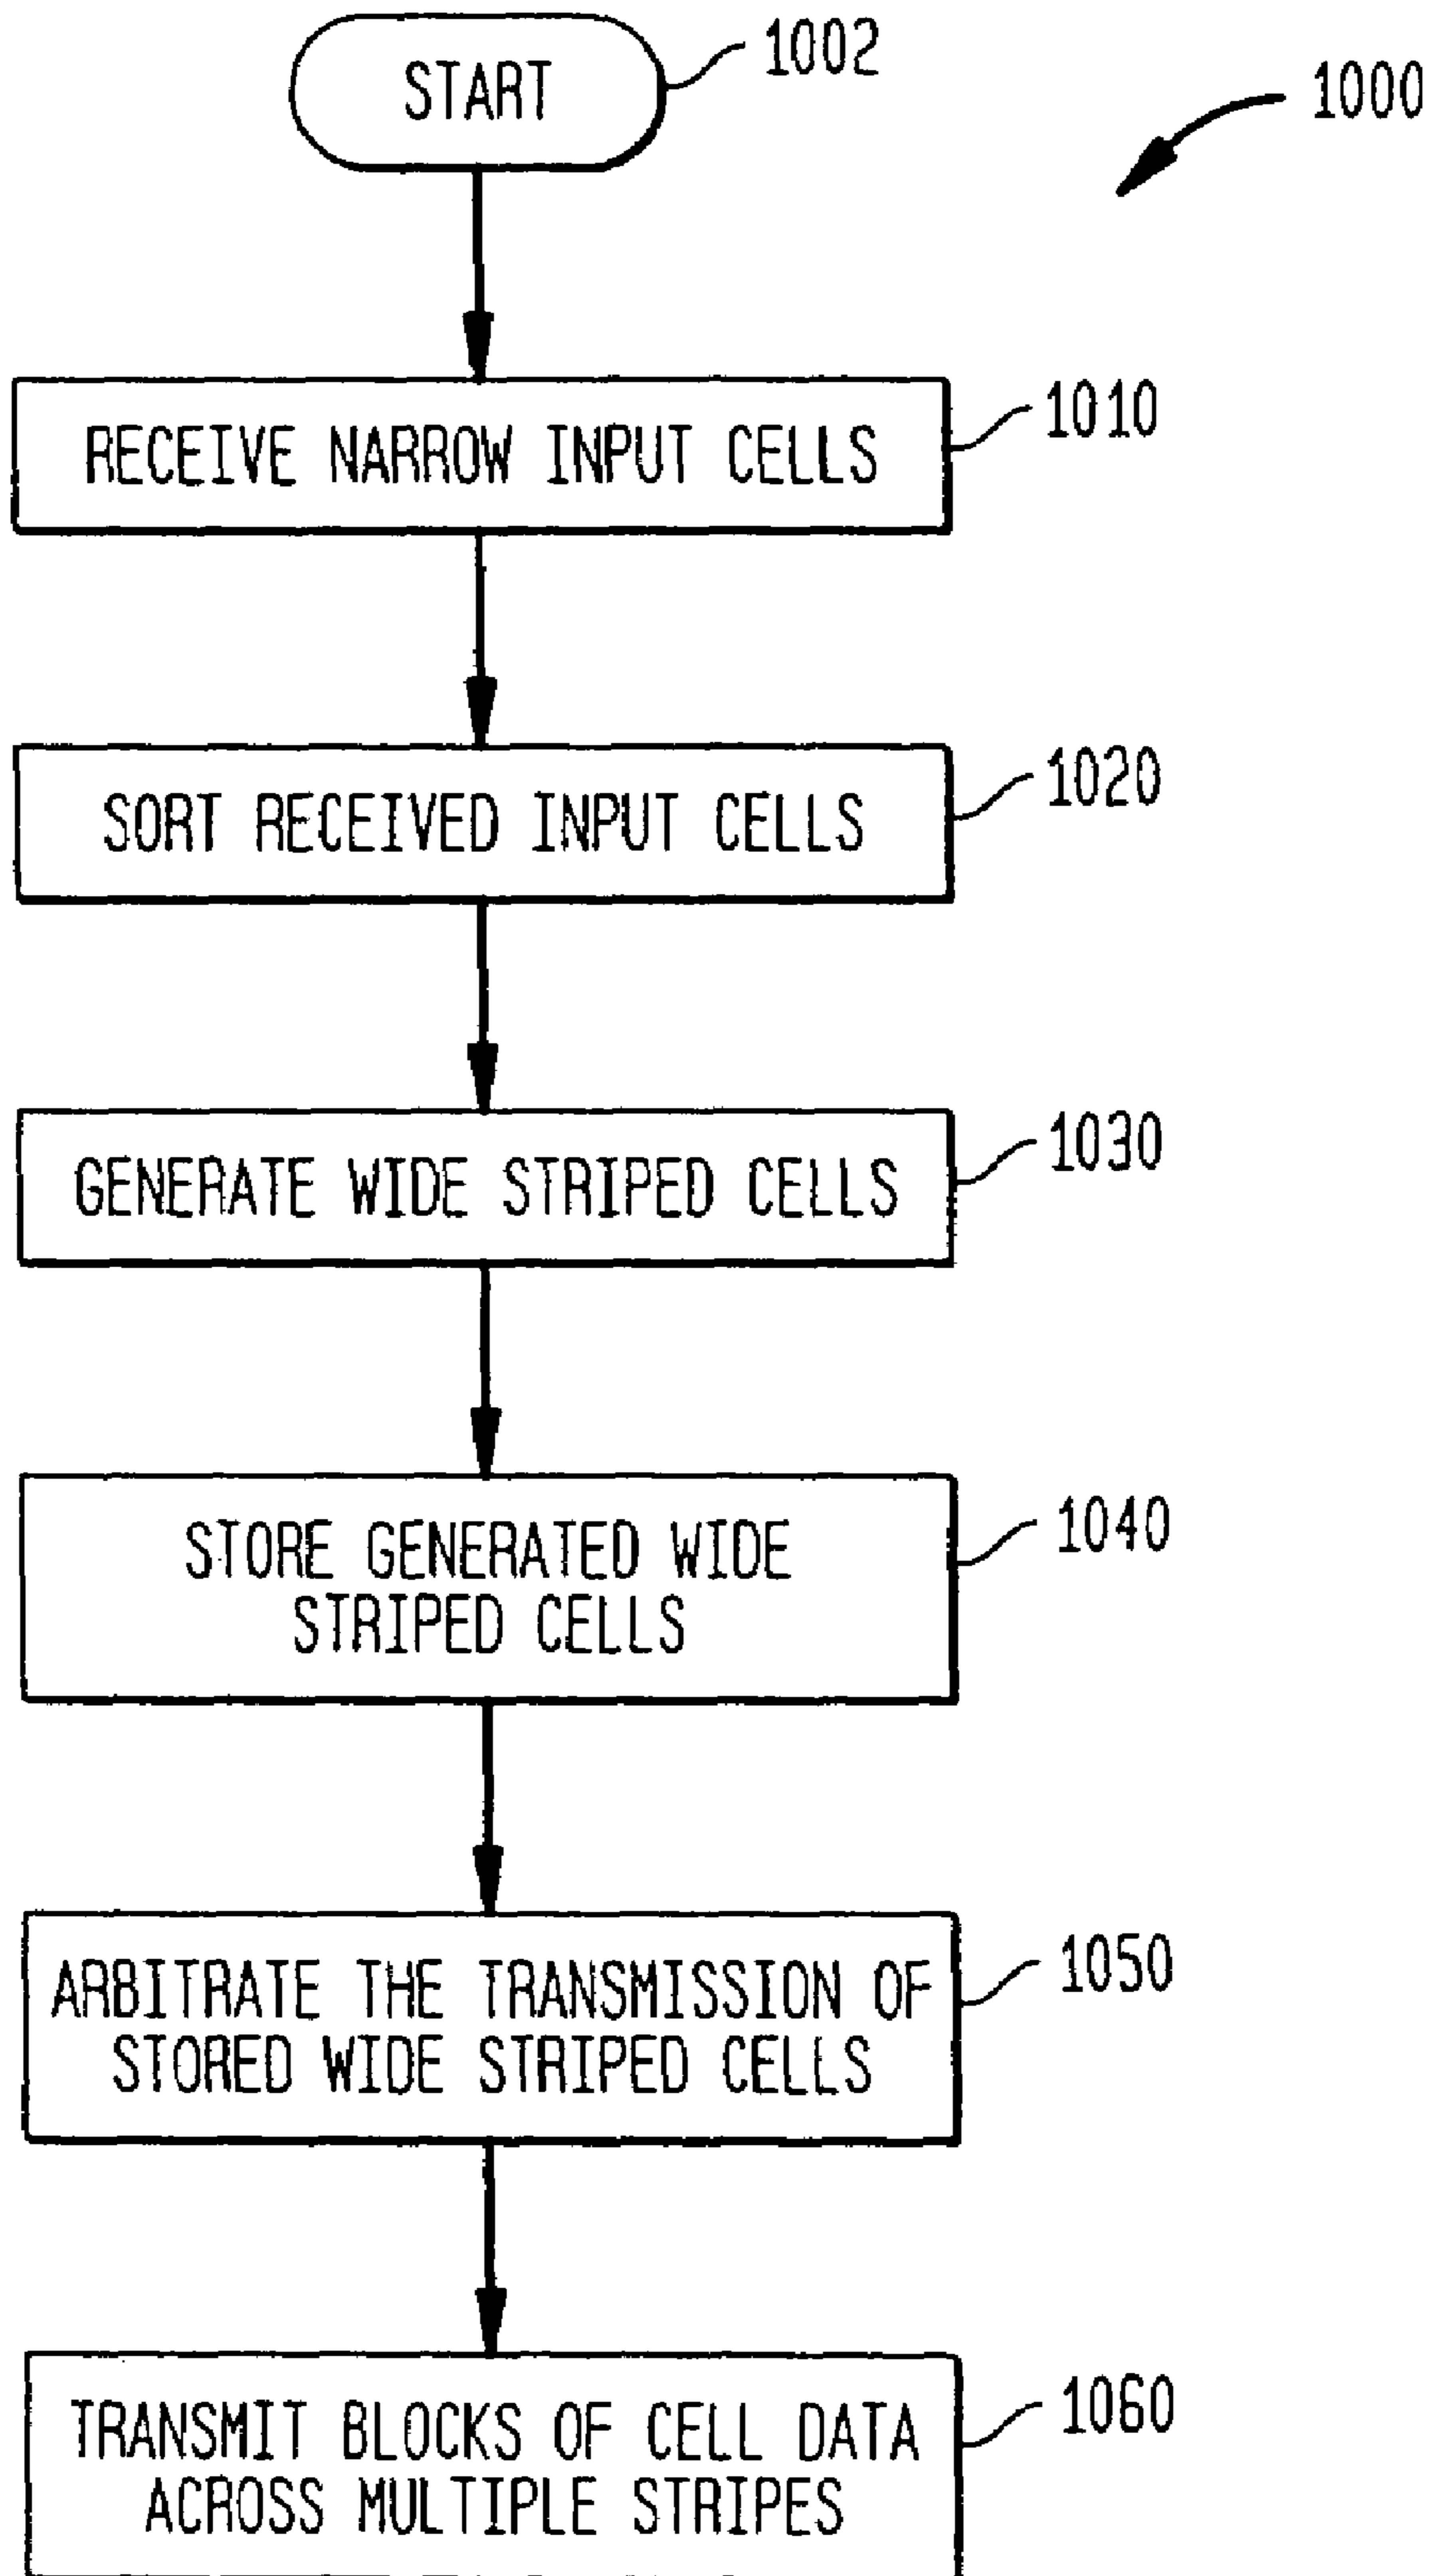 START
1002
1000
RECEIVE NARROW INPUT CELLS
1010
SORT RECEIVED INPUT CELLS
1020
GENERATE WIDE STRIPED CELLS
1030
STORE GENERATED WIDE
STRIPED CELLS
1040
ARBITRATE THE TRANSMISSION OF
STORED WIDE STRIPED CELLS
1050
TRANSMIT BLOCKS OF CELL DATA
ACROSS MULTIPLE STRIPES
1060